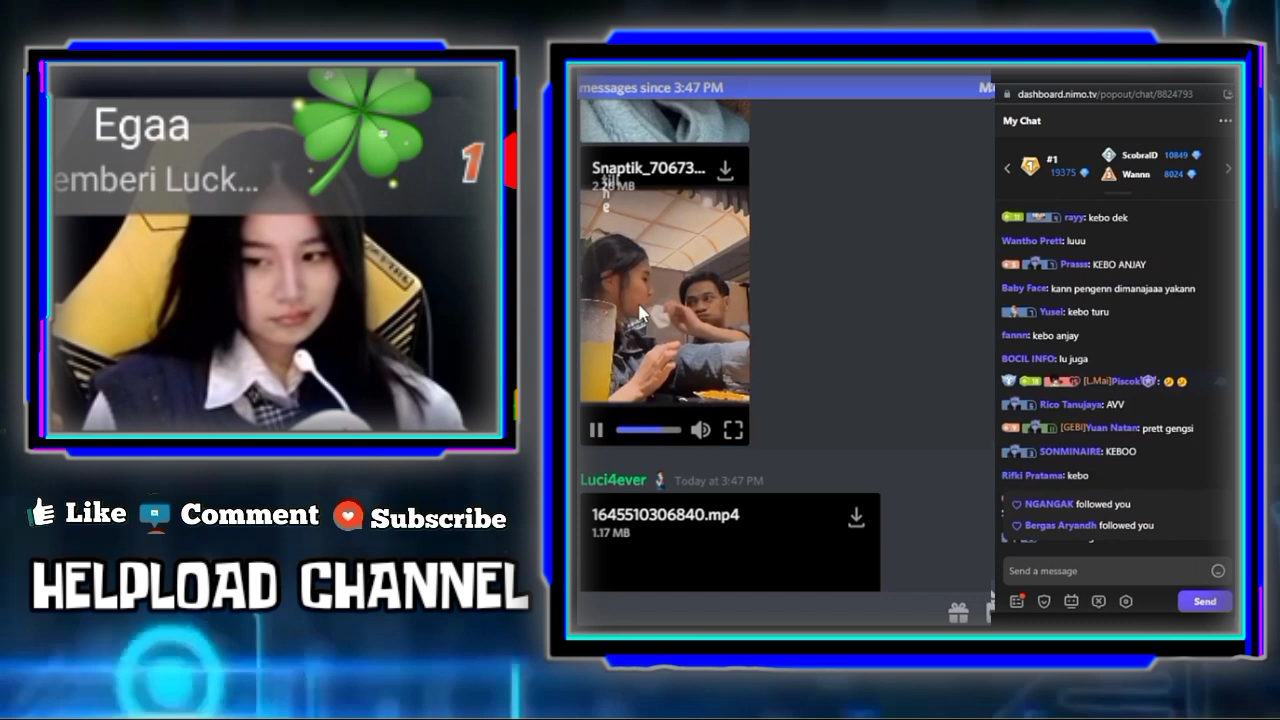 Egaa
emberi Luck...
1
Like
Comment
Subscribe
HELPLOAD CHANNEL
messages since 3:47 PM
M
Snaptik_70673...
2.26 MB
Luci4ever
Today at 3:47 PM
1645510306840.mp4
1.17 MB
dashboard.nimo.tv/popout/chat/8824793
My Chat
#1
19375
ScobralD 10849
Wannn 8024
rayy: kebo dek
Wantho Prett: luuu
Prasss: KEBO ANJAY
Baby Face: kann pengenn dimanajaaa yakann
Yusei: kebo turu
fannn: kebo anjay
BOCIL INFO: lu juga
[L.Mai]Piscok
Rico Tanujaya: AVV
[GEBI]Yuan Natan: prett gengsi
SONMINAIRE: KEBOO
Rifki Pratama: kebo
NGANGAK followed you
Bergas Aryandh followed you
Send a message
Send